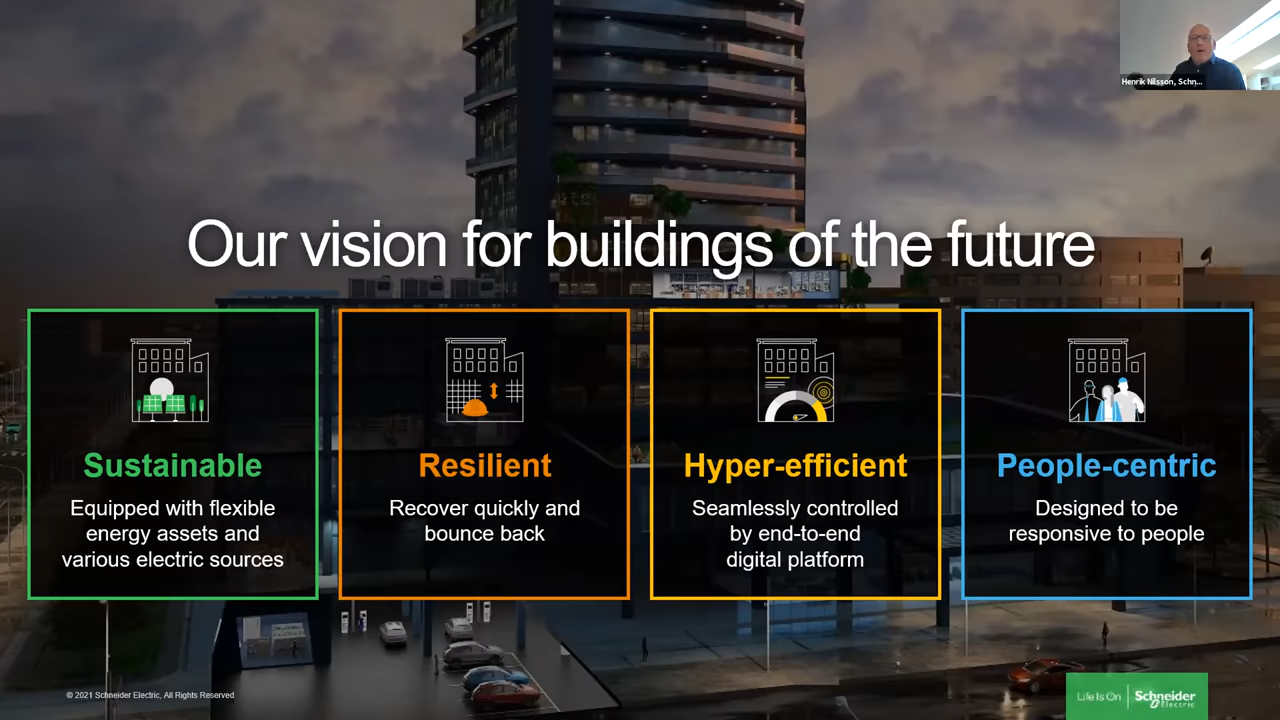 Henrik Nilsson, Schn...
Our vision for buildings of the future
Sustainable
Equipped with flexible
energy assets and
various electric sources
Resilient
Recover quickly and
bounce back
Hyper-efficient
Seamlessly controlled
by end-to-end
digital platform
People-centric
Designed to be
responsive to people
© 2021 Schneider Electric, All Rights Reserved
Life Is On | Schneider
Electric